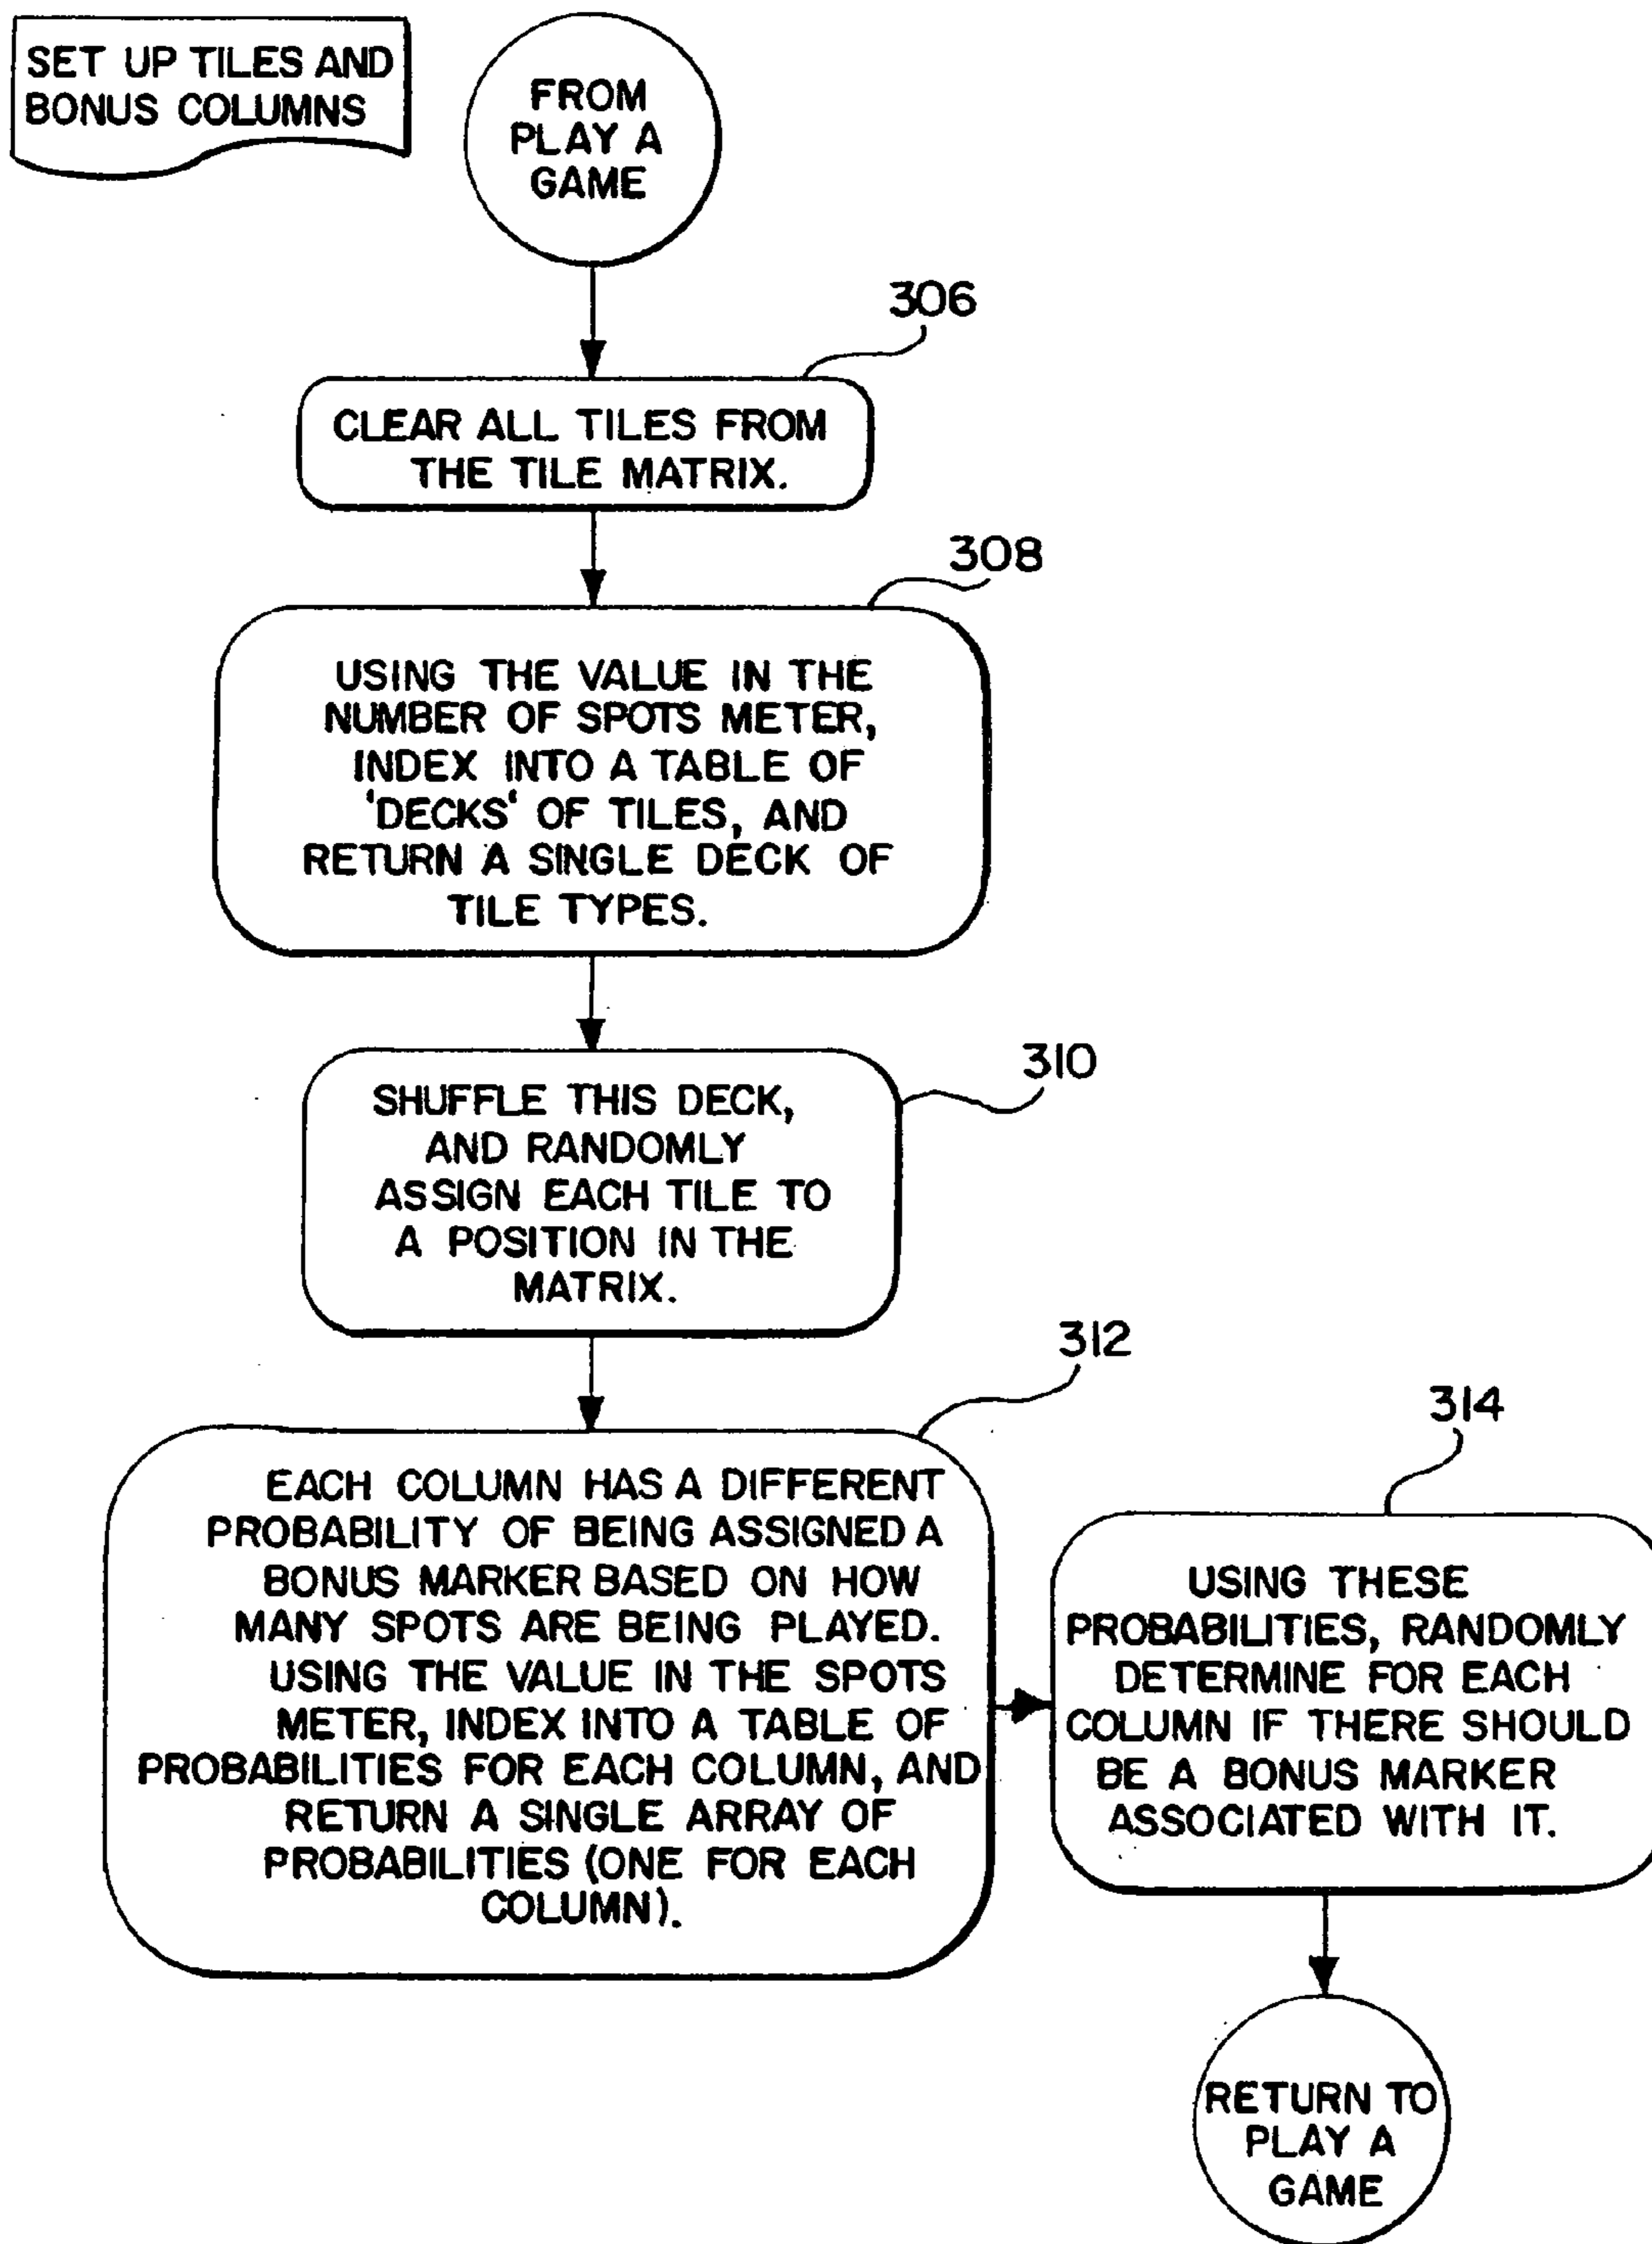 SET UP TILES AND
BONUS COLUMNS
FROM
PLAY A
GAME
306
CLEAR ALL TILES FROM
THE TILE MATRIX.
308
USING THE VALUE IN THE
NUMBER OF SPOTS METER,
INDEX INTO A TABLE OF
'DECKS' OF TILES, AND
RETURN A SINGLE DECK OF
TILE TYPES.
310
SHUFFLE THIS DECK,
AND RANDOMLY
ASSIGN EACH TILE TO
A POSITION IN THE
MATRIX.
312
EACH COLUMN HAS A DIFFERENT
PROBABILITY OF BEING ASSIGNED A
BONUS MARKER BASED ON HOW
MANY SPOTS ARE BEING PLAYED.
USING THE VALUE IN THE SPOTS
METER, INDEX INTO A TABLE OF
PROBABILITIES FOR EACH COLUMN, AND
RETURN A SINGLE ARRAY OF
PROBABILITIES (ONE FOR EACH
COLUMN).
314
USING THESE
PROBABILITIES, RANDOMLY
DETERMINE FOR EACH
COLUMN IF THERE SHOULD
BE A BONUS MARKER
ASSOCIATED WITH IT.
RETURN TO
PLAY A
GAME